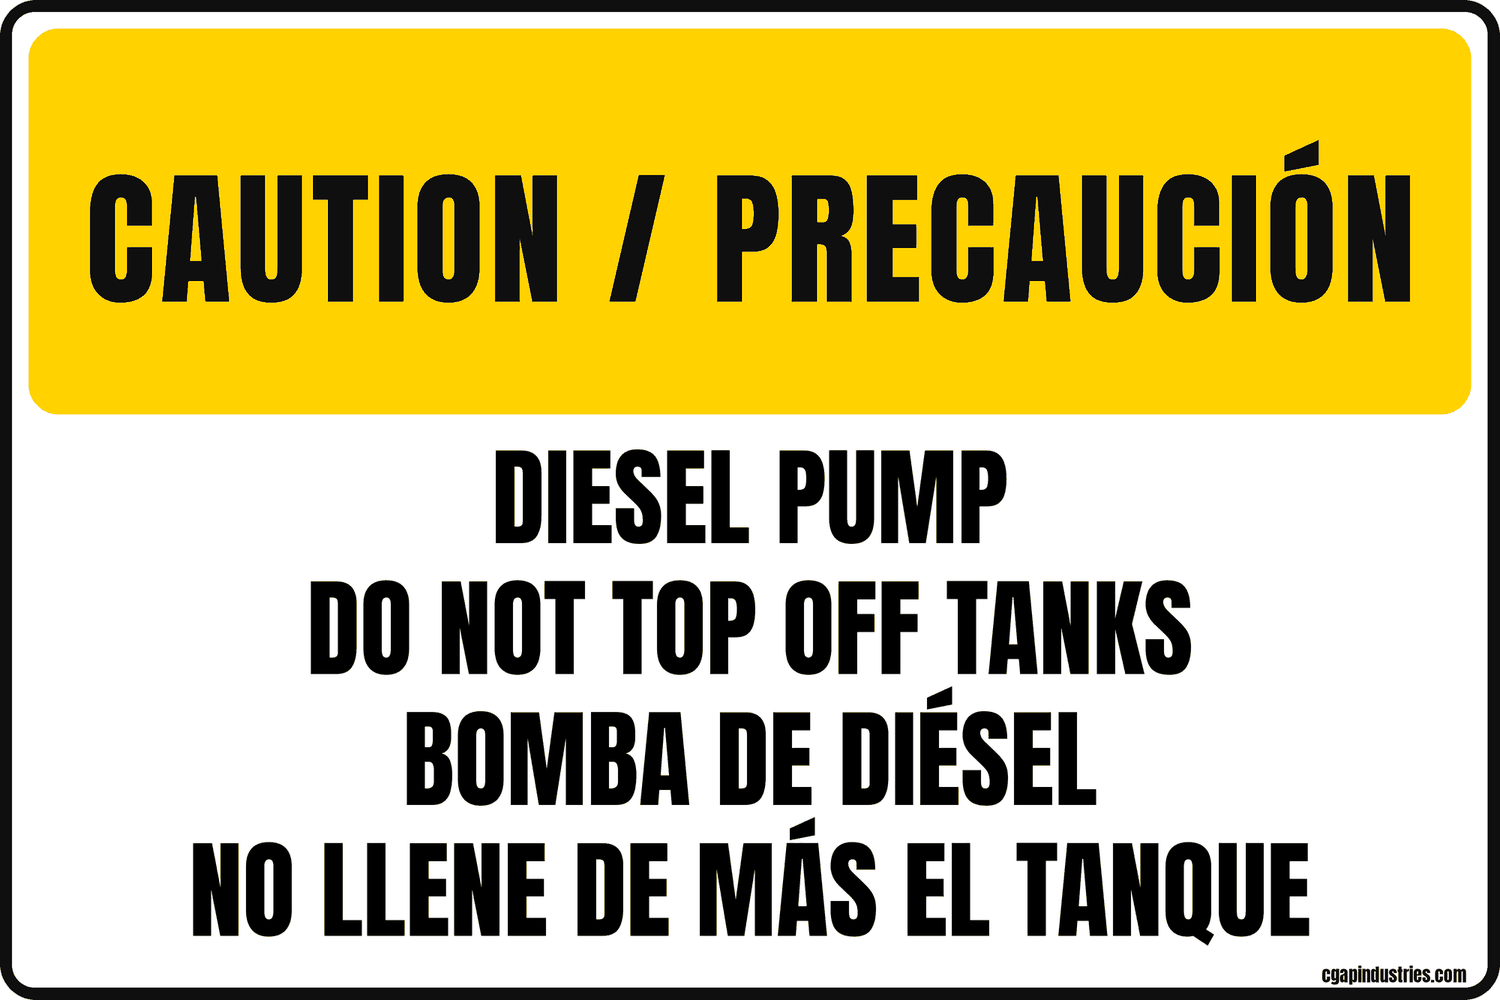 CAUTION / PRECAUCIÓN
DIESEL PUMP
DO NOT TOP OFF TANKS
BOMBA DE DIÉSEL
NO LLENE DE MÁS EL TANQUE
cgapindustries.com